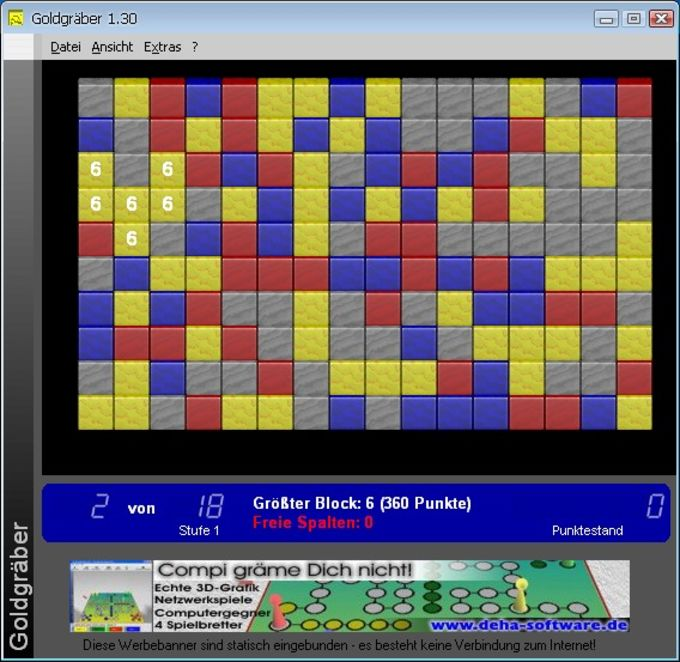 Goldgräber 1.30
Datei Ansicht Extras ?
6 6
6 6 6
6
2 von 18
Stufe 1
Größter Block: 6 (360 Punkte)
Freie Spalten: 0
0
Punktestand
Goldgräber
Compi gräme Dich nicht!
Echte 3D-Grafik
Netzwerkspiele
Computergegner
4 Spielbretter
www.deha-software.de
Diese Werbebanner sind statisch eingebunden - es besteht keine Verbindung zum Internet!